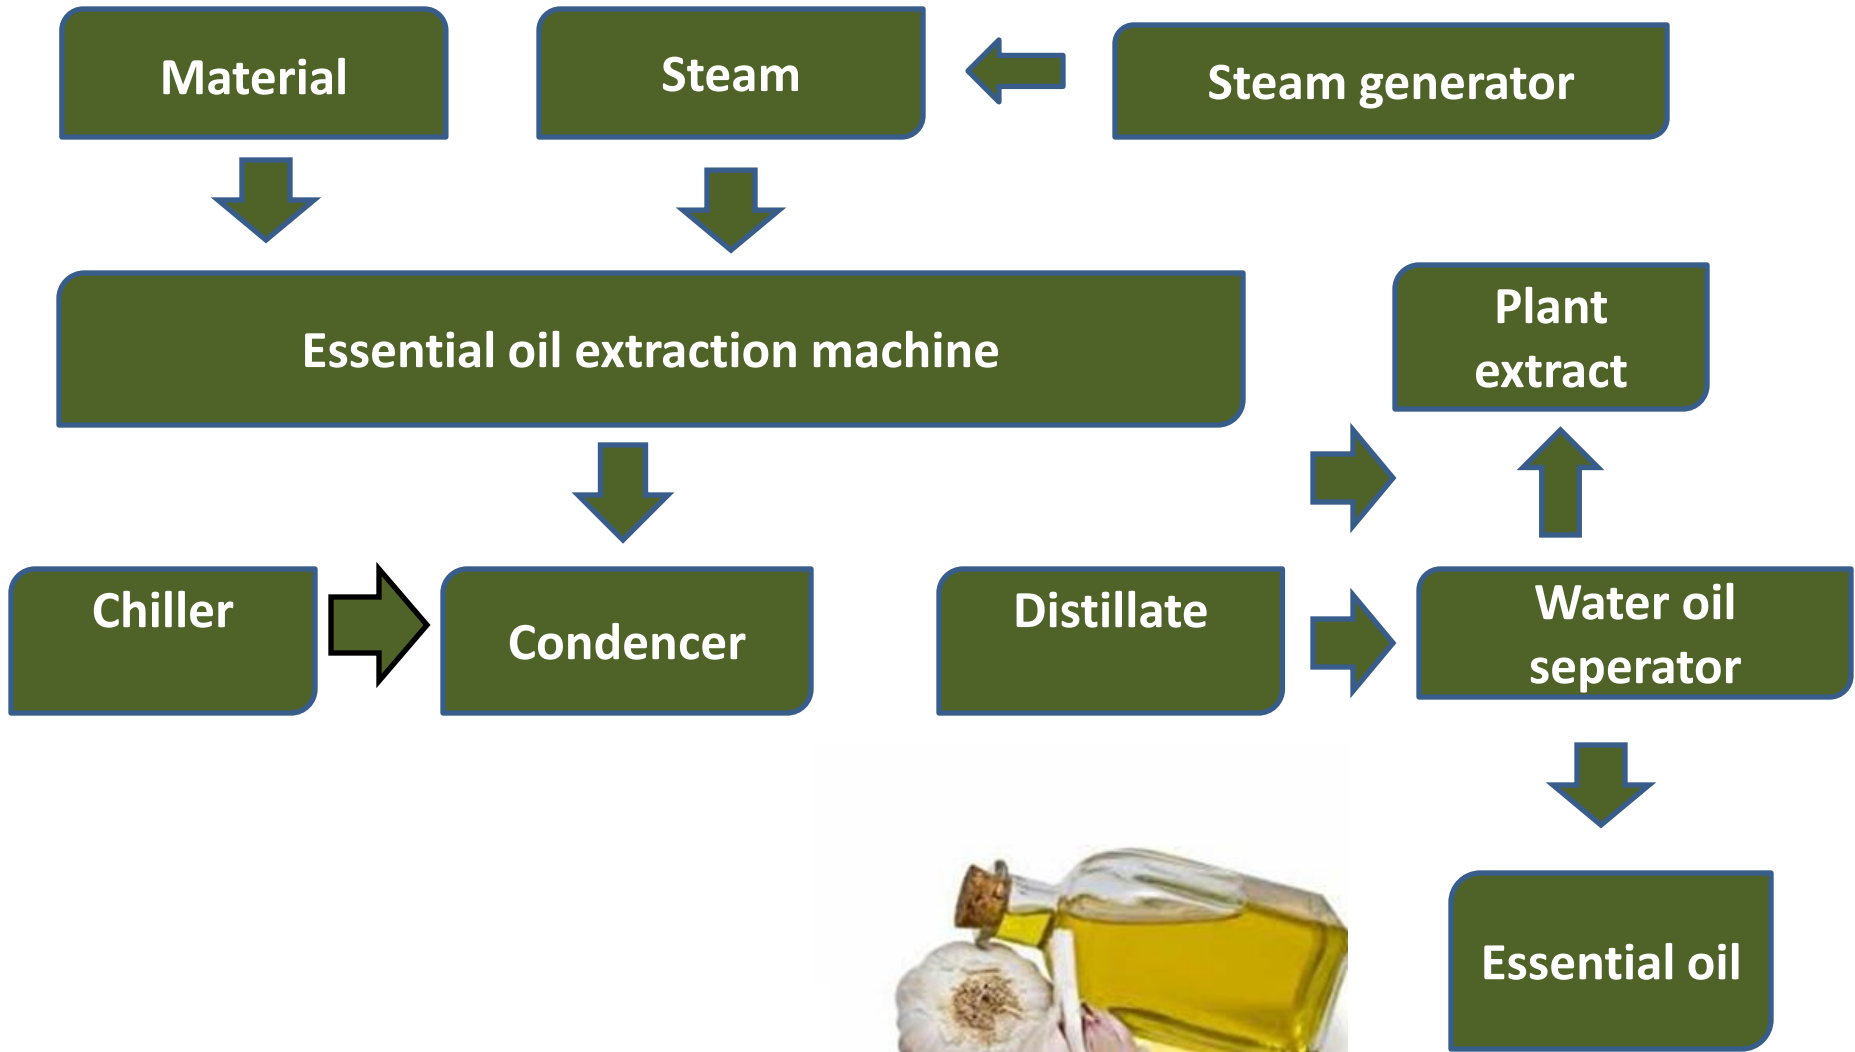 Material
Steam
Steam generator
Essential oil extraction machine
Plant
extract
Chiller
Condencer
Distillate
Water oil
seperator
Essential oil